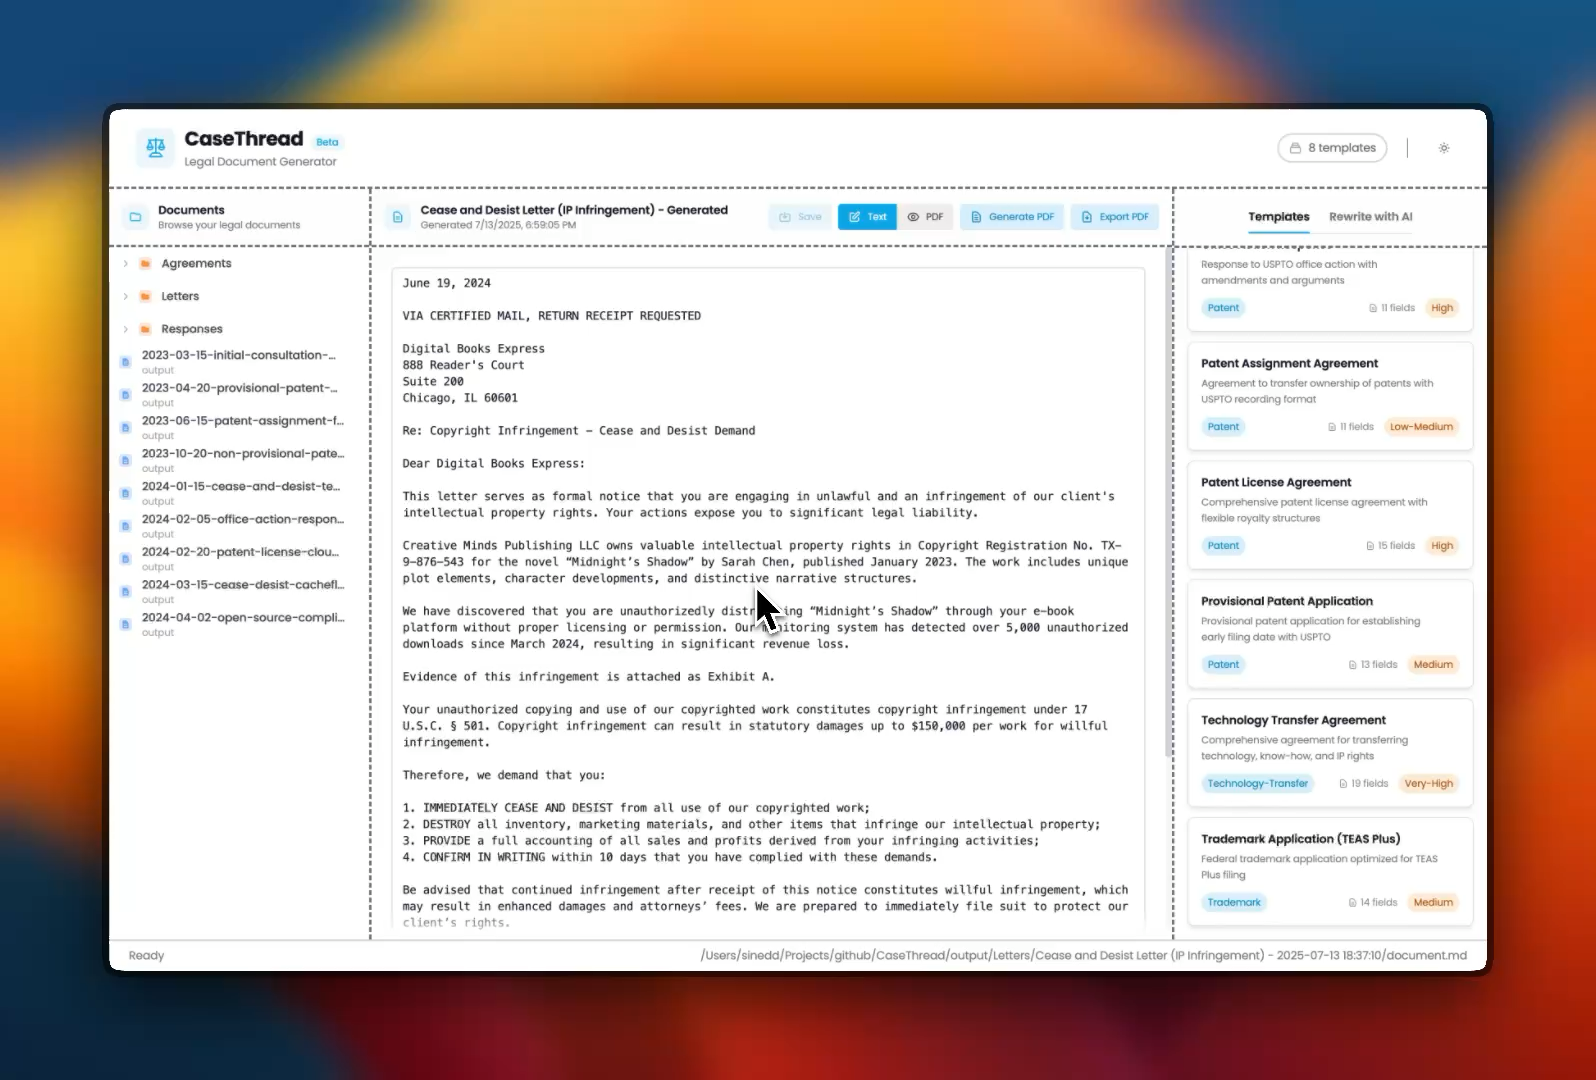 CaseThread Beta
Legal Document Generator
8 templates
Documents
Browse your legal documents
Agreements
Letters
Responses
2023-03-15-initial-consultation-...
output
2023-04-20-provisional-patent-...
output
2023-06-15-patent-assignment-f...
output
2023-10-20-non-provisional-pate...
output
2024-01-15-cease-and-desist-te...
output
2024-02-05-office-action-respon...
output
2024-02-20-patent-license-clou...
output
2024-03-15-cease-desist-cachefl...
output
2024-04-02-open-source-compli...
output
Cease and Desist Letter (IP Infringement) - Generated
Generated 7/13/2025, 6:59:05 PM
Save
Text
PDF
Generate PDF
Export PDF
June 19, 2024
VIA CERTIFIED MAIL, RETURN RECEIPT REQUESTED
Digital Books Express
888 Reader's Court
Suite 200
Chicago, IL 60601
Re: Copyright Infringement – Cease and Desist Demand
Dear Digital Books Express:
This letter serves as formal notice that you are engaging in unlawful and an infringement of our client's
intellectual property rights. Your actions expose you to significant legal liability.
Creative Minds Publishing LLC owns valuable intellectual property rights in Copyright Registration No. TX-
9-876-543 for the novel “Midnight’s Shadow” by Sarah Chen, published January 2023. The work includes unique
plot elements, character developments, and distinctive narrative structures.
We have discovered that you are unauthorizedly “Midnight’s Shadow” through your e-book
platform without proper licensing or permission. Our system has detected over 5,000 unauthorized
downloads since March 2024, resulting in significant revenue loss.
Evidence of this infringement is attached as Exhibit A.
Your unauthorized copying and use of our copyrighted work constitutes copyright infringement under 17
U.S.C. § 501. Copyright infringement can result in statutory damages up to $150,000 per work for willful
infringement.
Therefore, we demand that you:
1. IMMEDIATELY CEASE AND DESIST from all use of our copyrighted work;
2. DESTROY all inventory, marketing materials, and other items that infringe our intellectual property;
3. PROVIDE a full accounting of all sales and profits derived from your infringing activities;
4. CONFIRM IN WRITING within 10 days that you have complied with these demands.
Be advised that continued infringement after receipt of this notice constitutes willful infringement, which
may result in enhanced damages and attorneys’ fees. We are prepared to immediately file suit to protect our
client’s rights.
Templates
Rewrite with AI
Response to USPTO office action with
amendments and arguments
Patent
11 fields
High
Patent Assignment Agreement
Agreement to transfer ownership of patents with
USPTO recording format
Patent
11 fields
Low-Medium
Patent License Agreement
Comprehensive patent license agreement with
flexible royalty structures
Patent
15 fields
High
Provisional Patent Application
Provisional patent application for establishing
early filing date with USPTO
Patent
13 fields
Medium
Technology Transfer Agreement
Comprehensive agreement for transferring
technology, know-how, and IP rights
Technology-Transfer
19 fields
Very-High
Trademark Application (TEAS Plus)
Federal trademark application optimized for TEAS
Plus filing
Trademark
14 fields
Medium
Ready
/Users/sinedd/Projects/github/CaseThread/output/Letters/Cease and Desist Letter (IP Infringement) - 2025-07-13 18:37:10/document.md